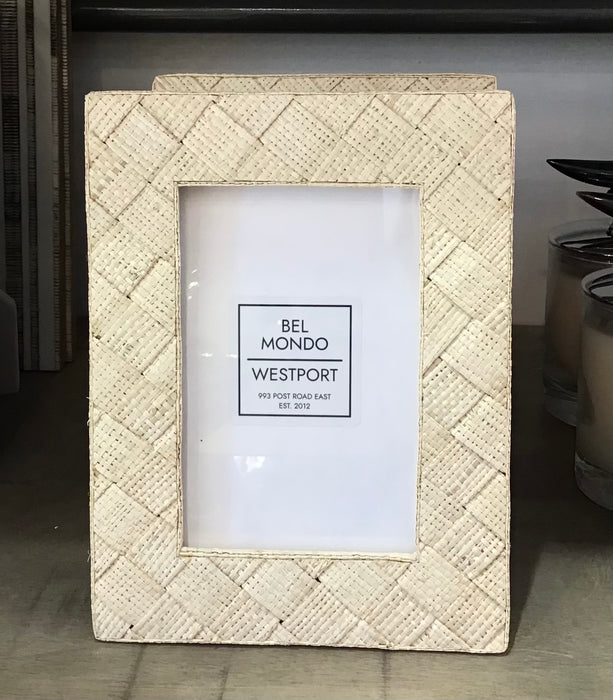 BEL
MONDO
WESTPORT
993 POST ROAD EAST
EST. 2012